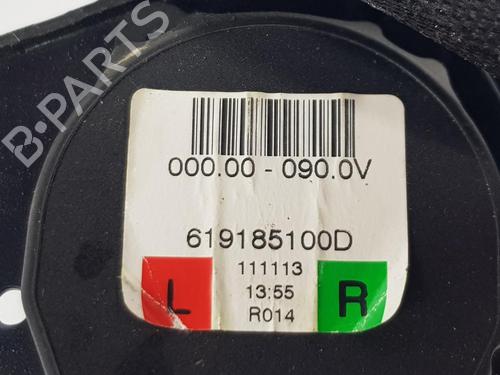 B-PARTS
000.00 - 090.0V
619185100D
111113
L 13:55 R
R014